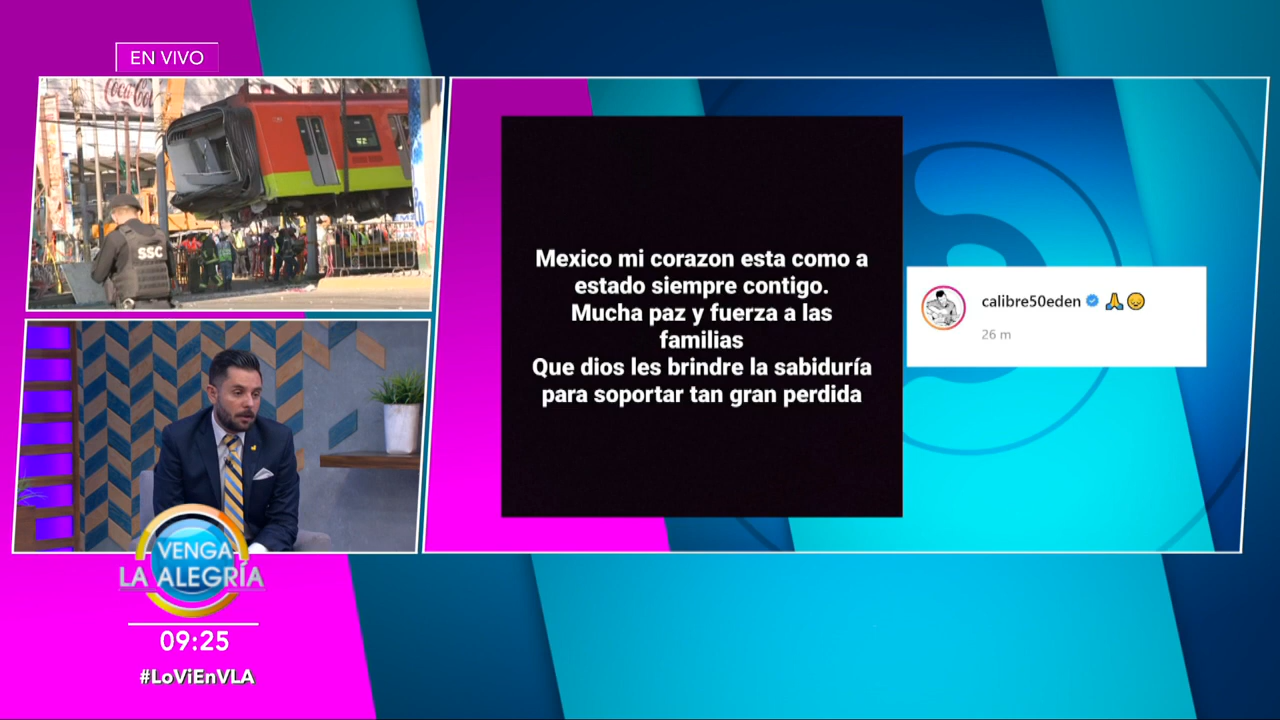 EN VIVO
Coca Col
SSC
Mexico mi corazon esta como a
estado siempre contigo.
Mucha paz y fuerza a las
familias
Que dios les brindre la sabiduría
para soportar tan gran perdida
calibre50eden 🙏😞
26 m
VENGA
LA ALEGRÍA
09:25
#LoViEnVLA